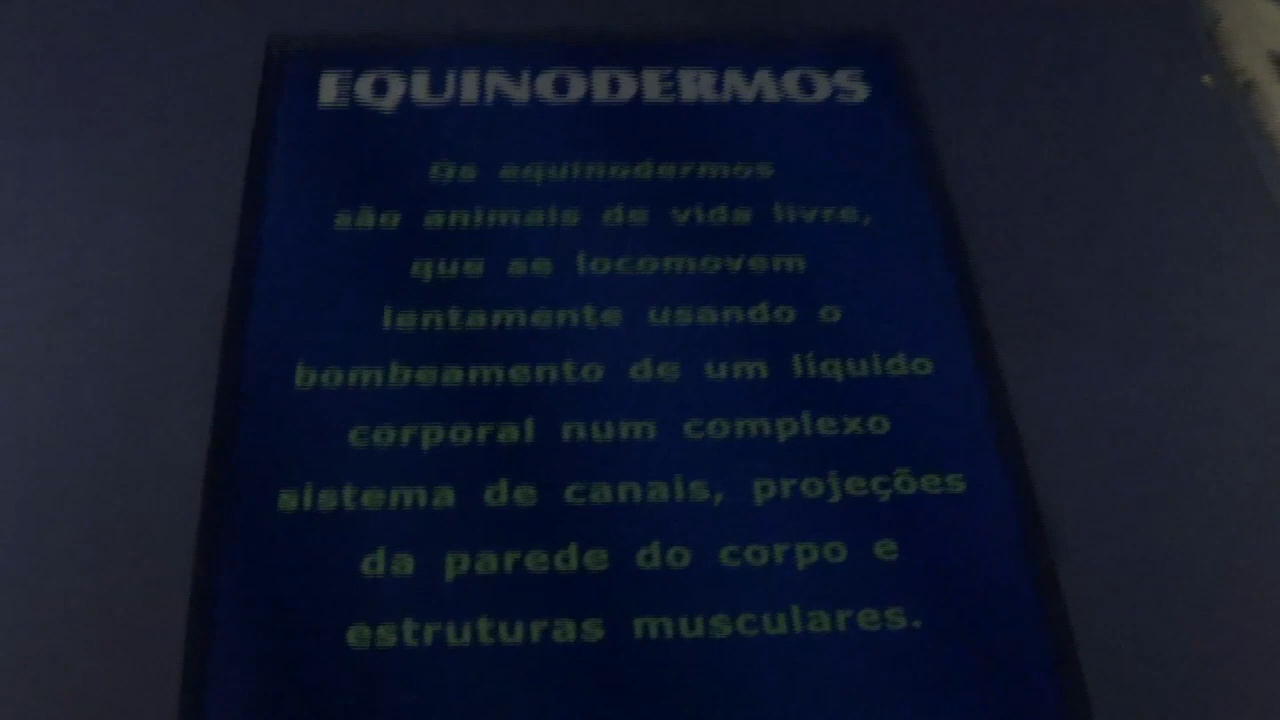 EQUINODERMOS
Os equinodermos
são animais de vida livre,
que se locomovem
lentamente usando o
bombeamento de um líquido
corporal num complexo
sistema de canais, projeções
da parede do corpo e
estruturas musculares.